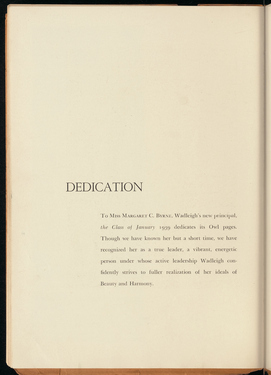 DEDICATION
To Miss Margaret C. Byrne, Wadleigh's new principal,
the Class of January 1939 dedicates its Owl pages.
Though we have known her but a short time, we have
recognized her as a true leader, a vibrant, energetic
person under whose active leadership Wadleigh con-
fidently strives to fuller realization of her ideals of
Beauty and Harmony.